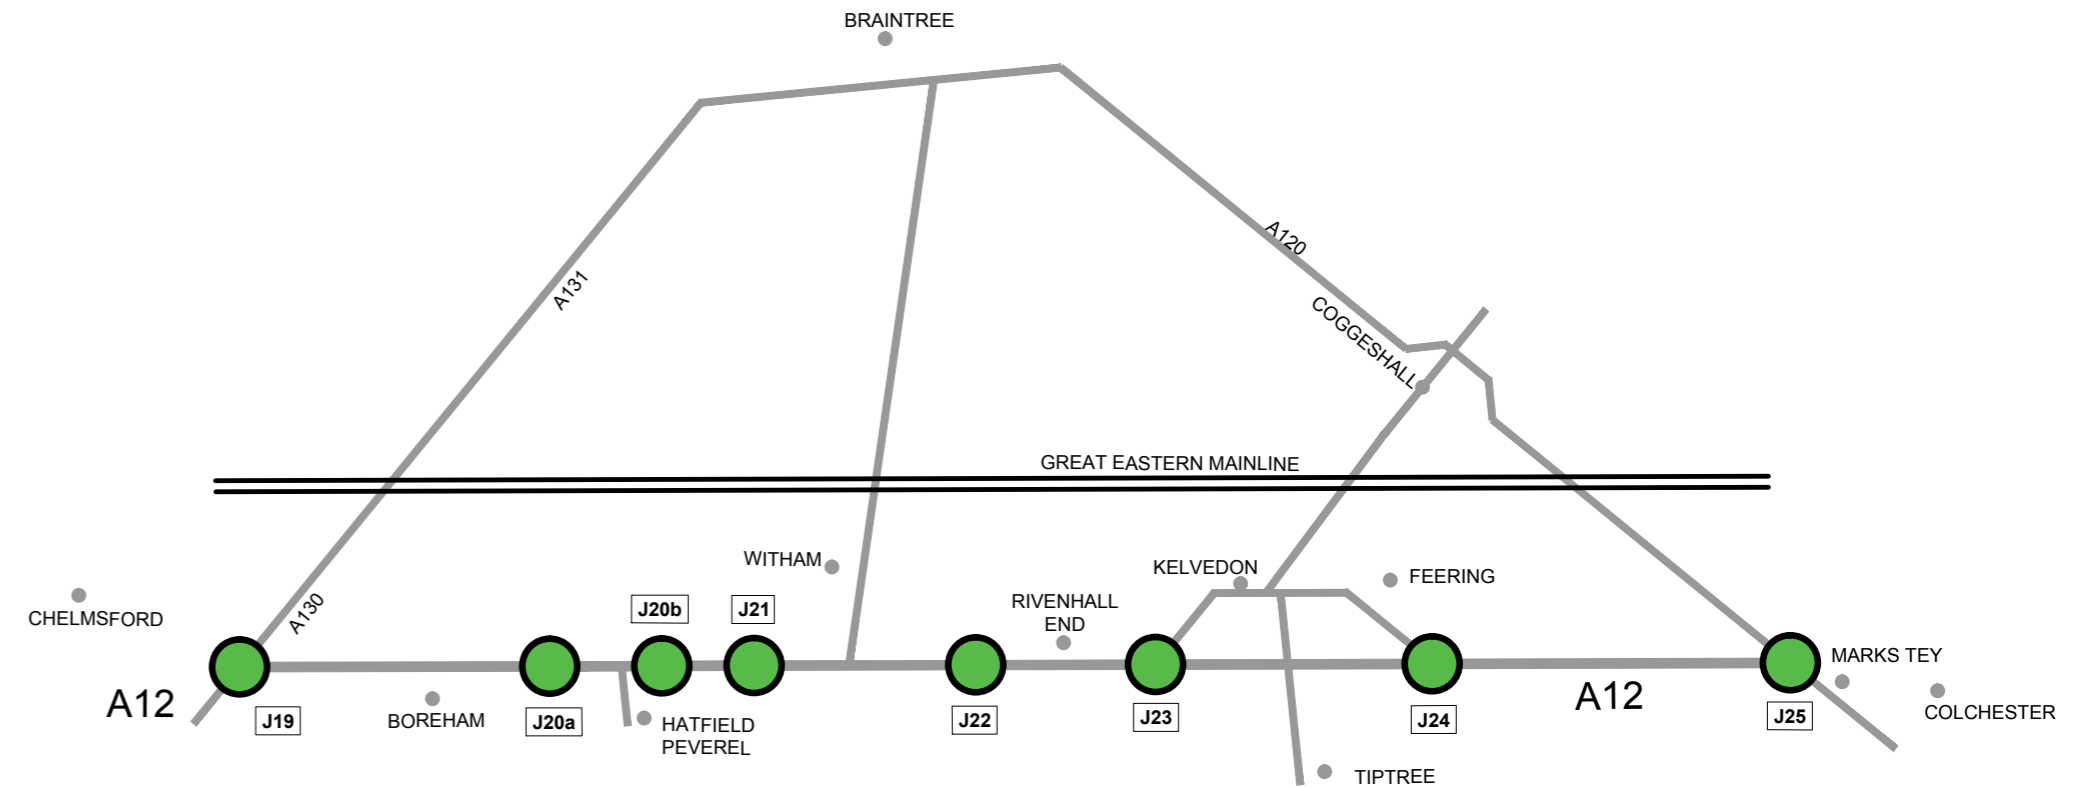 BRAINTREE
A120
A131
COGGESHALL
GREAT EASTERN MAINLINE
WITHAM
KELVEDON
FEERING
CHELMSFORD
A130
J20b
J21
RIVENHALL
END
MARKS TEY
A12
J19
BOREHAM
J20a
HATFIELD
PEVEREL
J22
J23
J24
A12
J25
COLCHESTER
TIPTREE